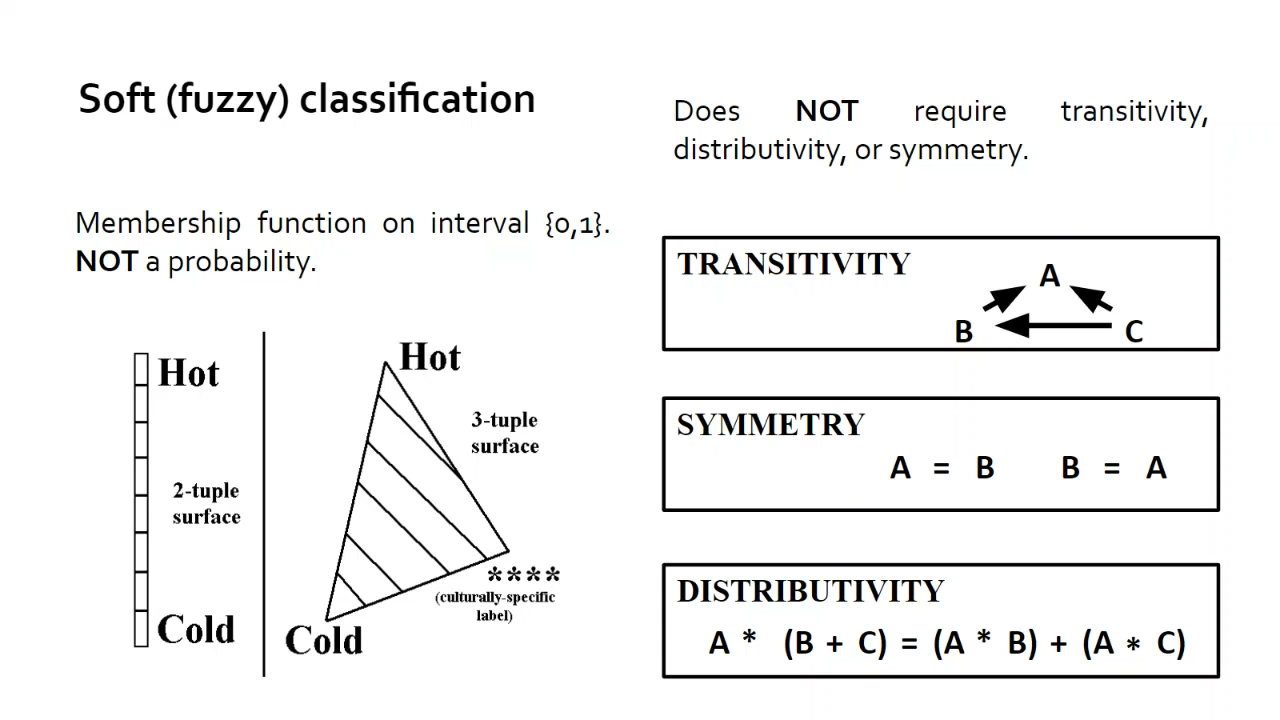 Soft (fuzzy) classification
Membership function on interval {0,1}.
NOT a probability.
Hot
2-tuple
surface
Cold
Hot
3-tuple
surface
****
(culturally-specific
label)
Cold
Does NOT require transitivity,
distributivity, or symmetry.
TRANSITIVITY
A
B C
SYMMETRY
A = B B = A
DISTRIBUTIVITY
A * (B + C) = (A * B) + (A * C)